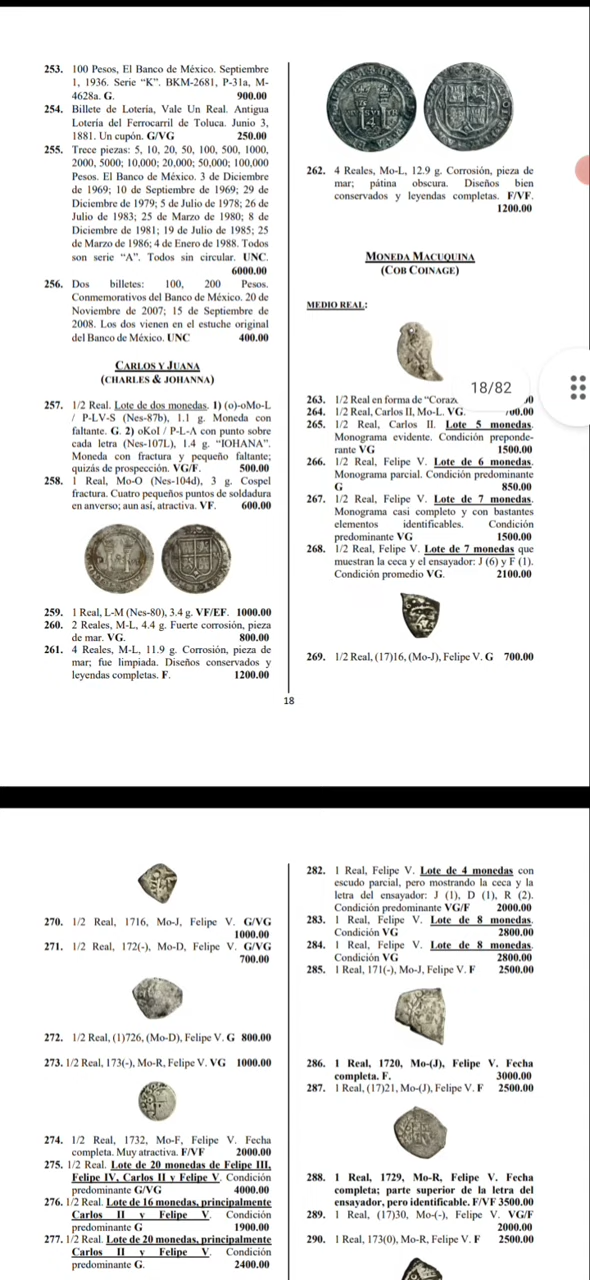 253. 100 Pesos, El Banco de México. Septiembre
1, 1936. Serie “K”. BKM-2681, P-31a, M-
4628a. G. 900.00
254. Billete de Lotería, Vale Un Real. Antigua
Lotería del Ferrocarril de Toluca. Junio 3,
1881. Un cupón. G/VG 250.00
255. Trece piezas: 5, 10, 20, 50, 100, 500, 1000,
2000, 5000; 10,000; 20,000; 50,000; 100,000
Pesos. El Banco de México. 3 de Diciembre
de 1969; 10 de Septiembre de 1969; 29 de
Diciembre de 1979; 5 de Julio de 1978; 26 de
Julio de 1983; 25 de Marzo de 1980; 8 de
Diciembre de 1981; 19 de Julio de 1985; 25
de Marzo de 1986; 4 de Enero de 1988. Todos
son serie “A”. Todos sin circular. UNC.
6000.00
256. Dos billetes: 100, 200 Pesos.
Conmemorativos del Banco de México. 20 de
Noviembre de 2007; 15 de Septiembre de
2008. Los dos vienen en el estuche original
del Banco de México. UNC 400.00
CARLOS Y JUANA
(CHARLES & JOHANNA)
257. 1/2 Real. Lote de dos monedas. 1) (o)-oMo-L
/ P-LV-S (Nes-87b), 1.1 g. Moneda con
faltante. G. 2) oKoI / P-L-A con punto sobre
cada letra (Nes-107L), 1.4 g. “IOHANA”.
Moneda con fractura y pequeño faltante;
quizás de prospección. VG/F. 500.00
258. 1 Real, Mo-O (Nes-104d), 3 g. Cospel
fractura. Cuatro pequeños puntos de soldadura
en anverso; aun así, atractiva. VF. 600.00
259. 1 Real, L-M (Nes-80), 3.4 g. VF/EF. 1000.00
260. 2 Reales, M-L, 4.4 g. Fuerte corrosión, pieza
de mar. VG. 800.00
261. 4 Reales, M-L, 11.9 g. Corrosión, pieza de
mar; fue limpiada. Diseños conservados y
leyendas completas. F. 1200.00
262. 4 Reales, Mo-L, 12.9 g. Corrosión, pieza de
mar; pátina obscura. Diseños bien
conservados y leyendas completas. F/VF.
1200.00
MONEDA MACUQUINA
(COB COINAGE)
MEDIO REAL:
18/82
263. 1/2 Real en forma de “Coraz
264. 1/2 Real, Carlos II, Mo-L. VG.
265. 1/2 Real, Carlos II. Lote 5 monedas.
Monograma evidente. Condición preponde-
rante VG 1500.00
266. 1/2 Real, Felipe V. Lote de 6 monedas.
Monograma parcial. Condición predominante
G 850.00
267. 1/2 Real, Felipe V. Lote de 7 monedas.
Monograma casi completo y con bastantes
elementos identificables. Condición
predominante VG 1500.00
268. 1/2 Real, Felipe V. Lote de 7 monedas que
muestran la ceca y el ensayador: J (6) y F (1).
Condición promedio VG. 2100.00
269. 1/2 Real, (17)16, (Mo-J), Felipe V. G 700.00
18
270. 1/2 Real, 1716, Mo-J, Felipe V. G/VG
1000.00
271. 1/2 Real, 172(-), Mo-D, Felipe V. G/VG
700.00
272. 1/2 Real, (1)726, (Mo-D), Felipe V. G 800.00
273. 1/2 Real, 173(-), Mo-R, Felipe V. VG 1000.00
274. 1/2 Real, 1732, Mo-F, Felipe V. Fecha
completa. Muy atractiva. F/VF 2000.00
275. 1/2 Real. Lote de 20 monedas de Felipe III,
Felipe IV, Carlos II y Felipe V. Condición
predominante G/VG 4000.00
276. 1/2 Real. Lote de 16 monedas, principalmente
Carlos II y Felipe V. Condición
predominante G 1900.00
277. 1/2 Real. Lote de 20 monedas, principalmente
Carlos II y Felipe V. Condición
predominante G. 2400.00
282. 1 Real, Felipe V. Lote de 4 monedas con
escudo parcial, pero mostrando la ceca y la
letra del ensayador: J (1), D (1), R (2).
Condición predominante VG/F 2000.00
283. 1 Real, Felipe V. Lote de 8 monedas.
Condición VG 2800.00
284. 1 Real, Felipe V. Lote de 8 monedas.
Condición VG 2800.00
285. 1 Real, 171(-), Mo-J, Felipe V. F 2500.00
286. 1 Real, 1720, Mo-(J), Felipe V. Fecha
completa. F. 3000.00
287. 1 Real, (17)21, Mo-(J), Felipe V. F 2500.00
288. 1 Real, 1729, Mo-R, Felipe V. Fecha
completa; parte superior de la letra del
ensayador, pero identificable. F/VF 3500.00
289. 1 Real, (17)30, Mo-(-), Felipe V. VG/F
2000.00
290. 1 Real, 173(0), Mo-R, Felipe V. F 2500.00